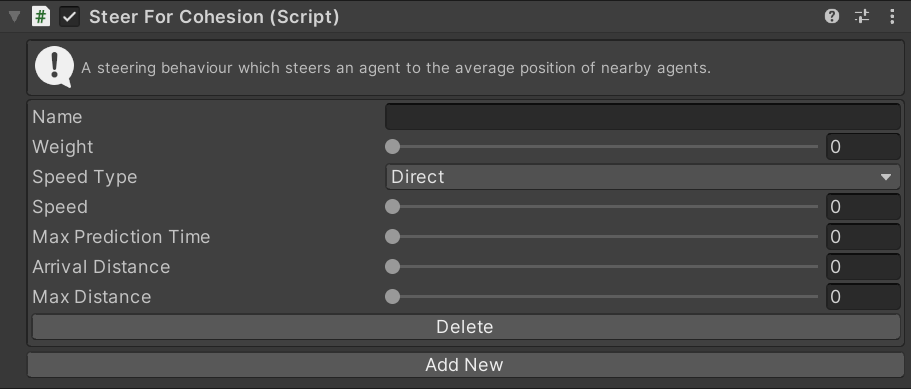 Steer For Cohesion (Script)
A steering behaviour which steers an agent to the average position of nearby agents.
Name
Weight 0
Speed Type Direct
Speed 0
Max Prediction Time 0
Arrival Distance 0
Max Distance 0
Delete
Add New